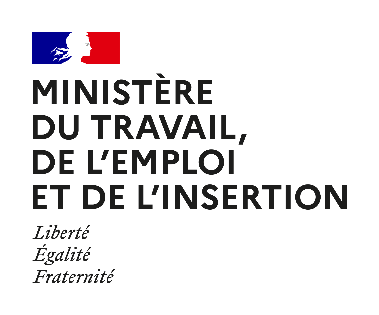 MINISTÈRE
DU TRAVAIL,
DE L'EMPLOI
ET DE L'INSERTION
Liberté
Égalité
Fraternité